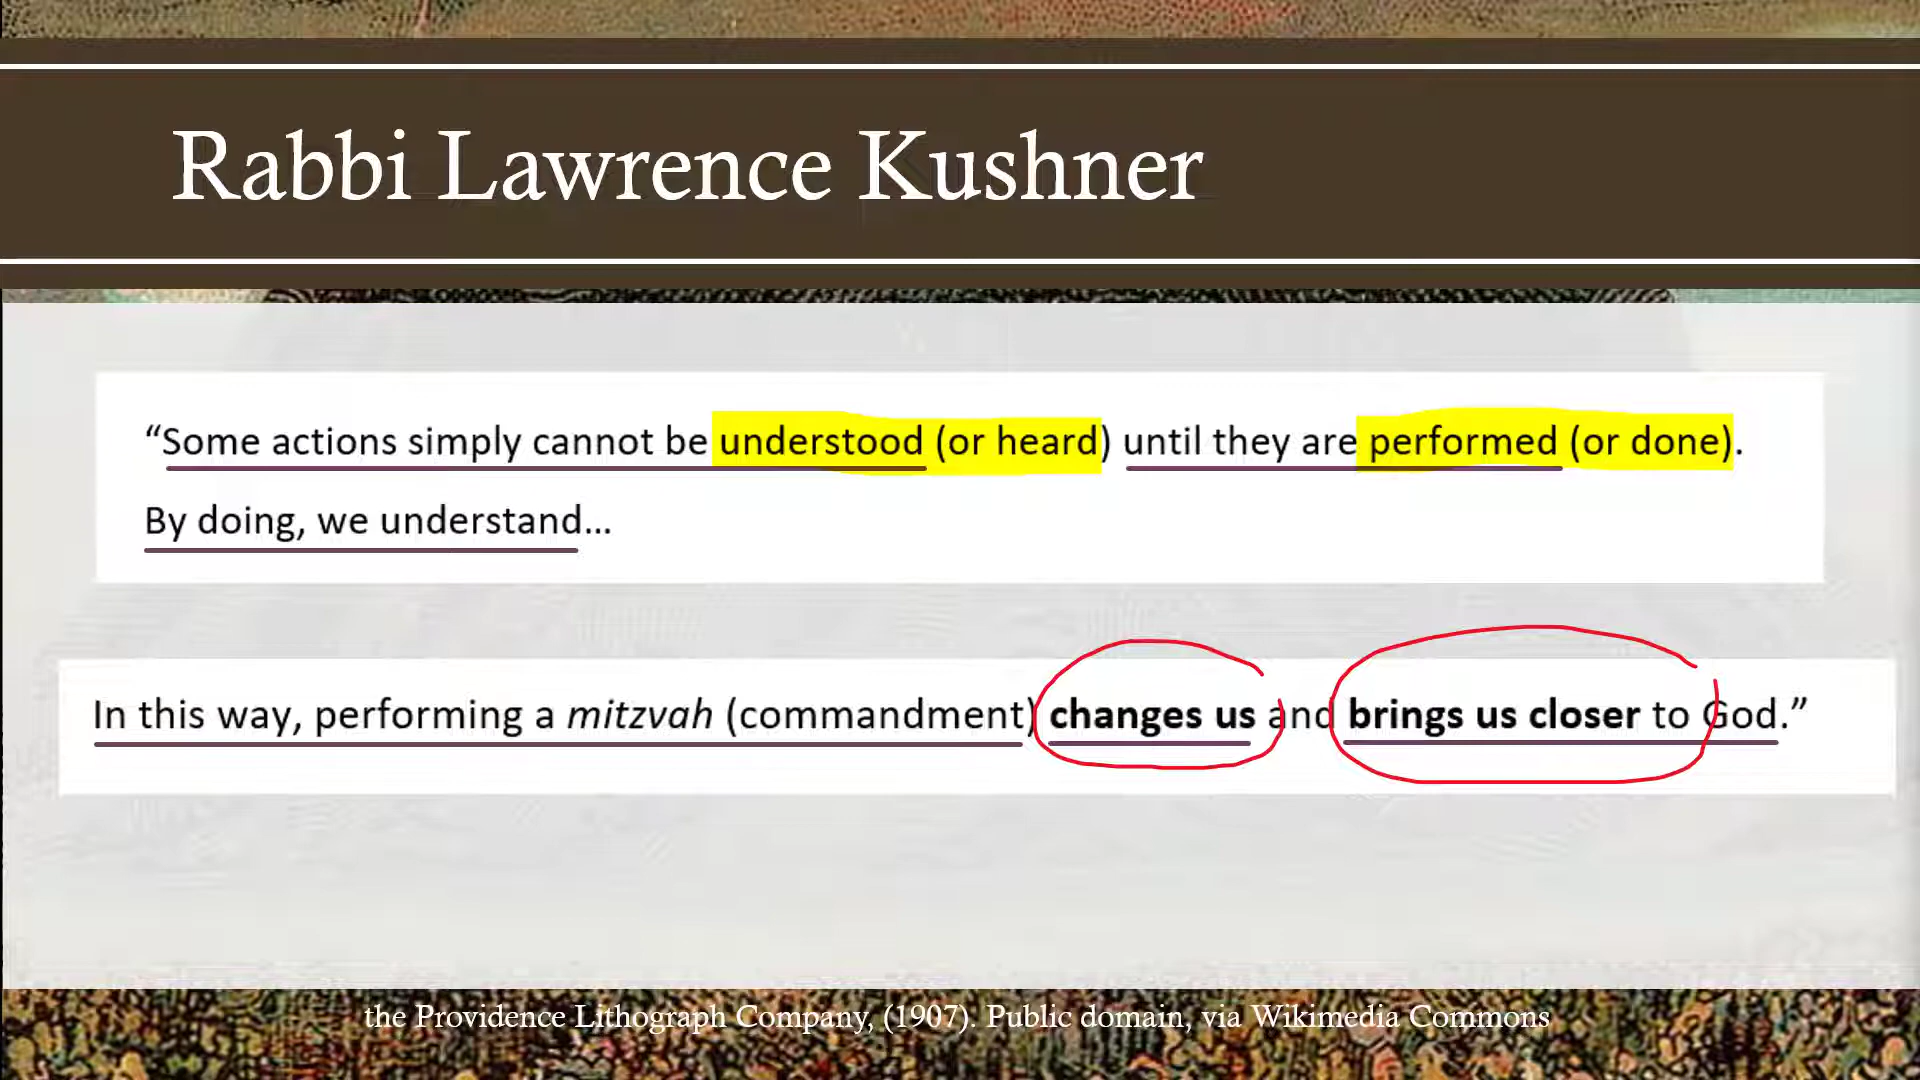 Rabbi Lawrence Kushner
“Some actions simply cannot be understood (or heard) until they are performed (or done).
By doing, we understand...
In this way, performing a mitzvah (commandment) changes us and brings us closer to God.”
the Providence Lithograph Company, (1907). Public domain, via Wikimedia Commons